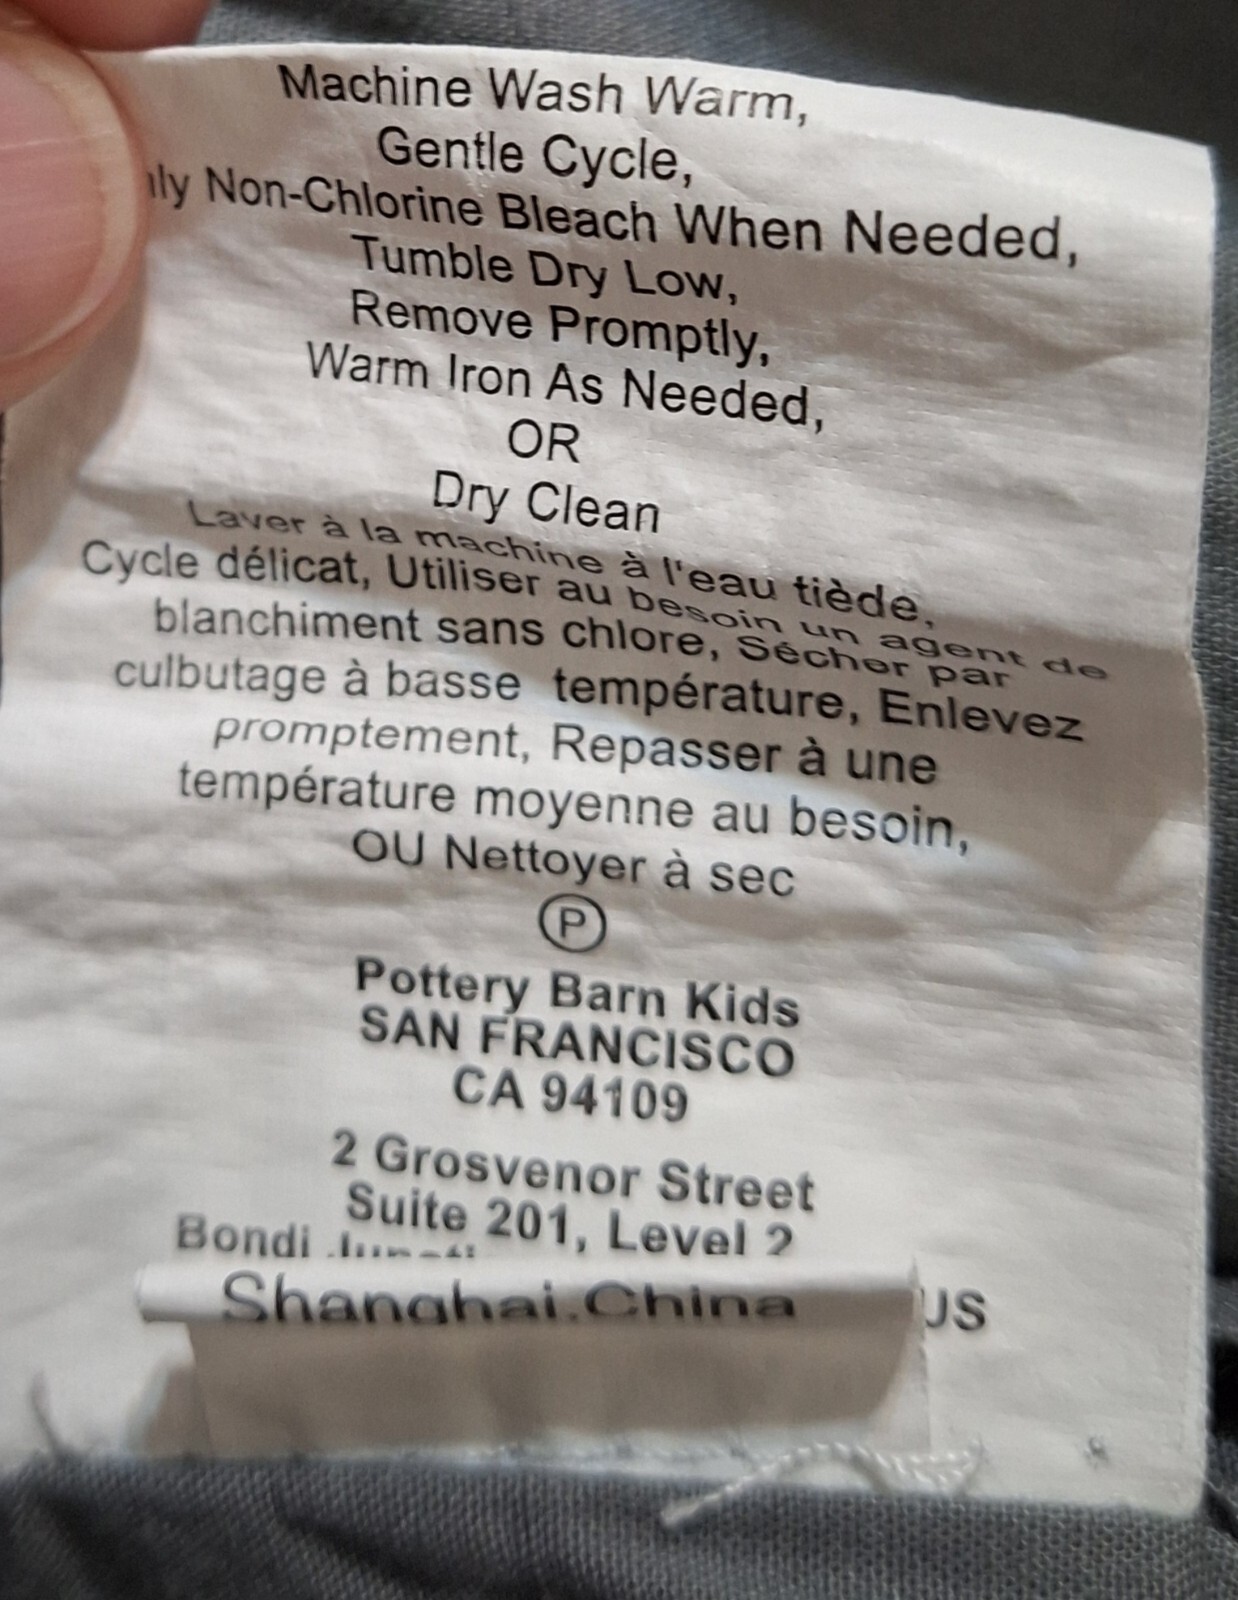 Machine Wash Warm,
Gentle Cycle,
Non-Chlorine Bleach When Needed,
Tumble Dry Low,
Remove Promptly,
Warm Iron As Needed,
OR
Dry Clean
Laver à la machine à l'eau tiède,
Cycle délicat, Utiliser au besoin un agent de
blanchiment sans chlore, Sécher par
culbutage à basse température, Enlevez
promptement, Repasser à une
température moyenne au besoin,
OU Nettoyer à sec
P
Pottery Barn Kids
SAN FRANCISCO
CA 94109
2 Grosvenor Street
Suite 201, Level 2
Bondi
Shanghai.China